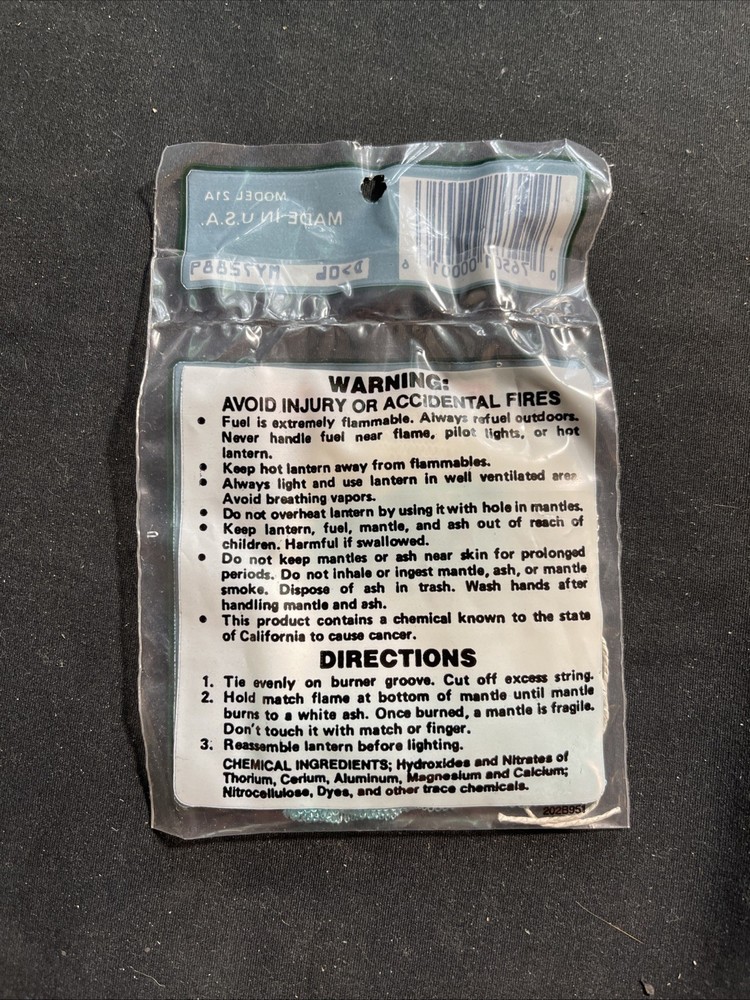 MODEL 21A
MADE IN U.S.A.
WARNING:
AVOID INJURY OR ACCIDENTAL FIRES
• Fuel is extremely flammable. Always refuel outdoors.
Never handle fuel near flame, pilot lights, or hot
lantern.
• Keep hot lantern away from flammables.
• Always light and use lantern in well ventilated area
Avoid breathing vapors.
• Do not overheat lantern by using it with hole in mantles.
• Keep lantern, fuel, mantle, and ash out of reach of
children. Harmful if swallowed.
• Do not keep mantles or ash near skin for prolonged
periods. Do not inhale or ingest mantle, ash, or mantle
smoke. Dispose of ash in trash. Wash hands after
handling mantle and ash.
• This product contains a chemical known to the state
of California to cause cancer.
DIRECTIONS
1. Tie evenly on burner groove. Cut off excess string.
2. Hold match flame at bottom of mantle until mantle
burns to a white ash. Once burned, a mantle is fragile.
Don't touch it with match or finger.
3. Reassemble lantern before lighting.
CHEMICAL INGREDIENTS; Hydroxides and Nitrates of
Thorium, Cerium, Aluminum, Magnesium and Calcium;
Nitrocellulose, Dyes, and other trace chemicals.
202B951